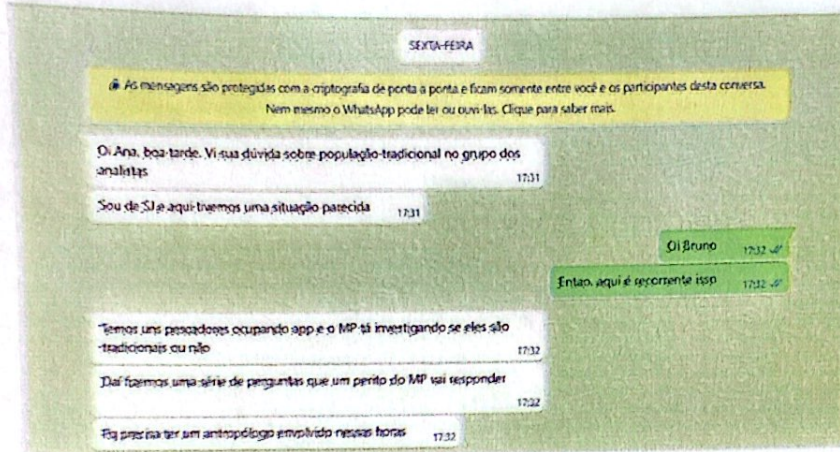 SEXTA-FEIRA
As mensagens são protegidas com a criptografia de ponta a ponta e ficam somente entre você e os participantes desta conversa.
Nem mesmo o WhatsApp pode ler ou ouvi-las. Clique para saber mais.
Oi Ana, boa tarde. Vi sua dúvida sobre população tradicional no grupo dos
analistas
17:31
Sou de SJ e aqui tivemos uma situação parecida 17:31
Oi Bruno 17:32
Entao, aqui é recorrente isso 17:32
Temos uns pescadores ocupando app e o MP tá investigando se eles são
tradicionais ou não
17:32
Daí fizemos uma série de perguntas que um perito do MP vai responder
17:32
precisa ter um antropólogo envolvido nessas horas 17:32